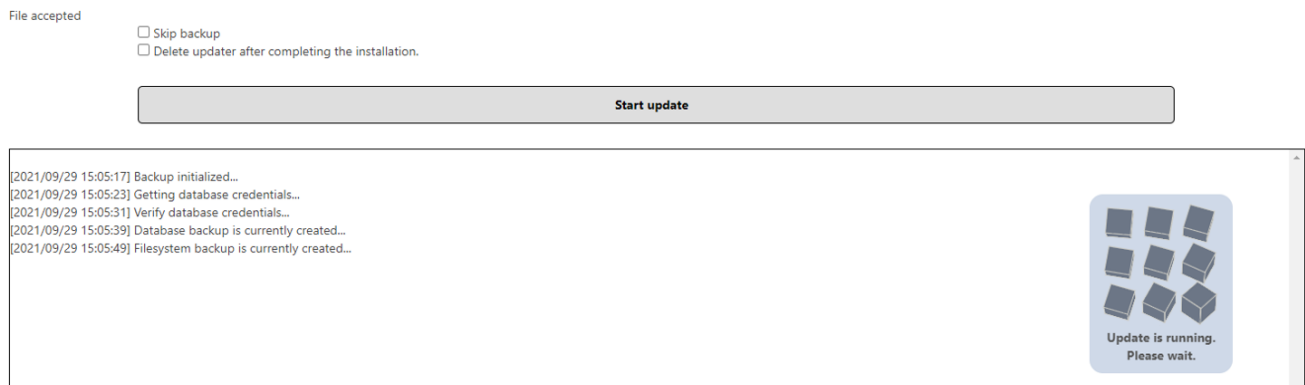 File accepted
Skip backup
Delete updater after completing the installation.
Start update
[2021/09/29 15:05:17] Backup initialized...
[2021/09/29 15:05:23] Getting database credentials...
[2021/09/29 15:05:31] Verify database credentials...
[2021/09/29 15:05:39] Database backup is currently created...
[2021/09/29 15:05:49] Filesystem backup is currently created...
Update is running.
Please wait.